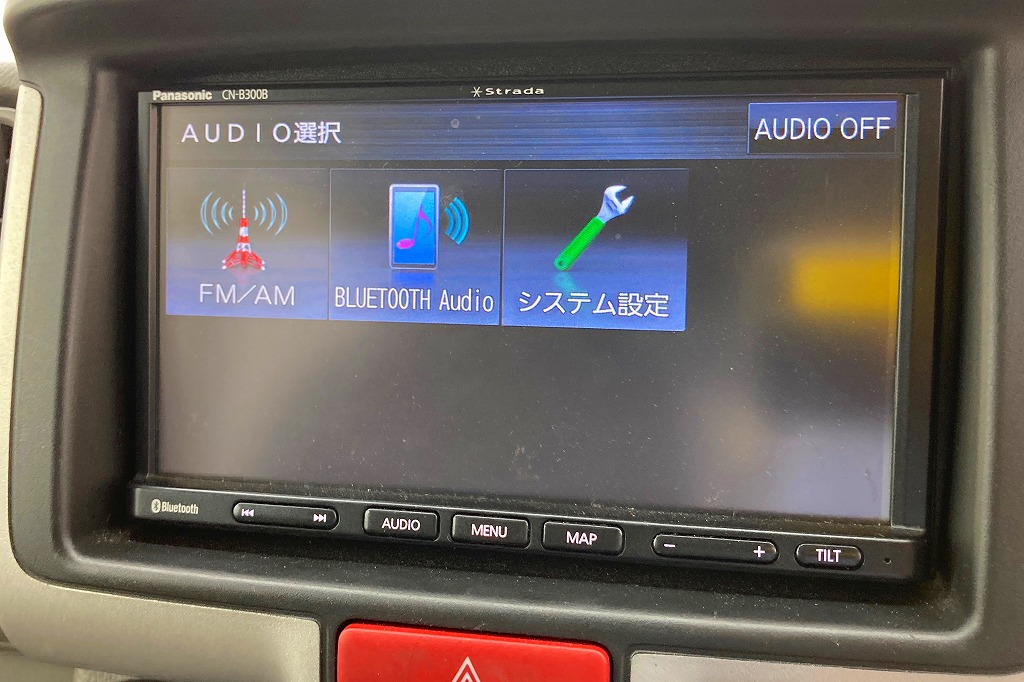 Panasonic CN-B300B
Strada
AUDIO選択
AUDIO OFF
FM/AM
BLUETOOTH Audio
システム設定
Bluetooth
AUDIO
MENU
MAP
− +
TILT